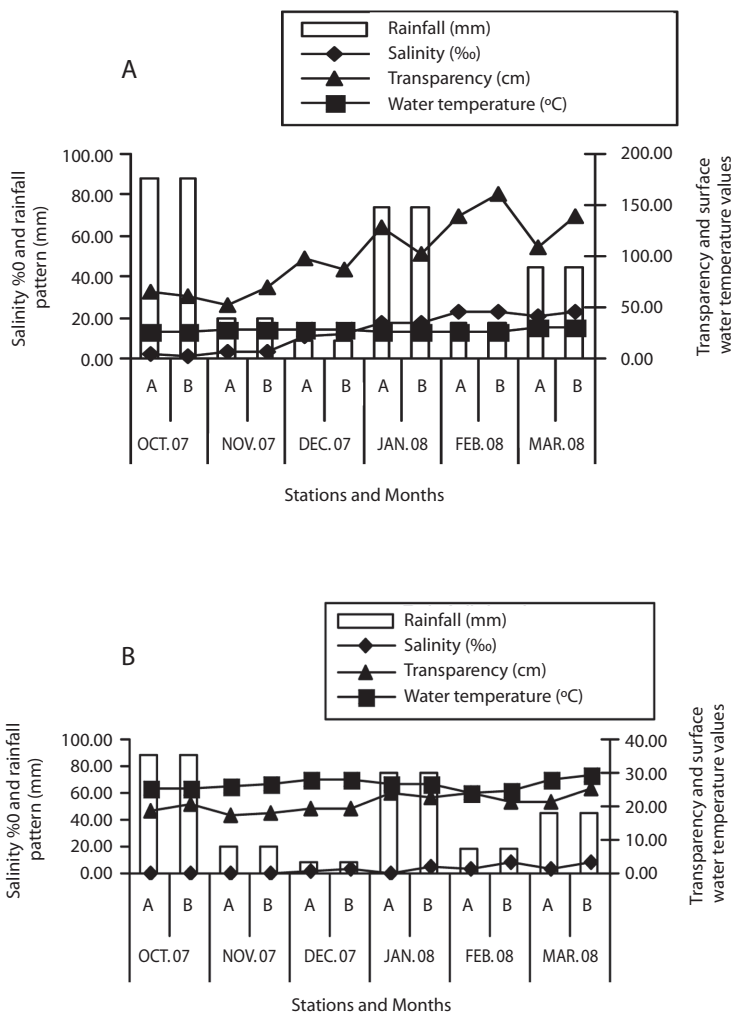 A
Rainfall (mm)
Salinity (‰)
Transparency (cm)
Water temperature (ºC)
Salinity %0 and rainfall
pattern (mm)
100.00
80.00
60.00
40.00
20.00
0.00
200.00
150.00
100.00
50.00
0.00
Transparency and surface
water temperature values
A B A B A B A B A B A B
OCT. 07 NOV. 07 DEC. 07 JAN. 08 FEB. 08 MAR. 08
Stations and Months
B
Rainfall (mm)
Salinity (‰)
Transparency (cm)
Water temperature (ºC)
Salinity %0 and rainfall
pattern (mm)
100.00
80.00
60.00
40.00
20.00
0.00
40.00
30.00
20.00
10.00
0.00
Transparency and surface
water temperature values
A B A B A B A B A B A B
OCT. 07 NOV. 07 DEC. 07 JAN. 08 FEB. 08 MAR. 08
Stations and Months